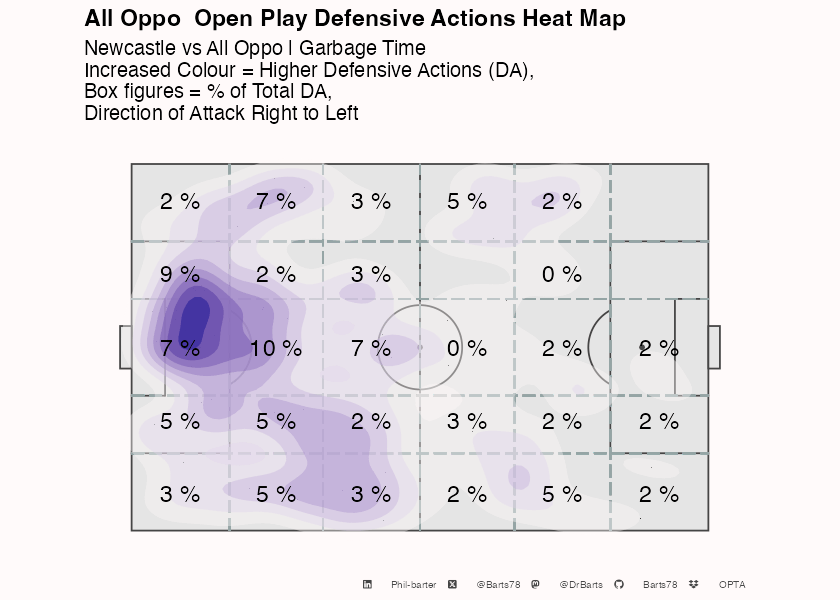 All Oppo  Open Play Defensive Actions Heat Map
Newcastle vs All Oppo l Garbage Time
Increased Colour = Higher Defensive Actions (DA),
Box figures = % of Total DA,
Direction of Attack Right to Left
2 % 7 % 3 % 5 % 2 %
9 % 2 % 3 % 0 %
7 % 10 % 7 % 0 % 2 % 2 %
5 % 5 % 2 % 3 % 2 % 2 %
3 % 5 % 3 % 2 % 5 % 2 %
Phil-barter @Barts78 @DrBarts Barts78 OPTA